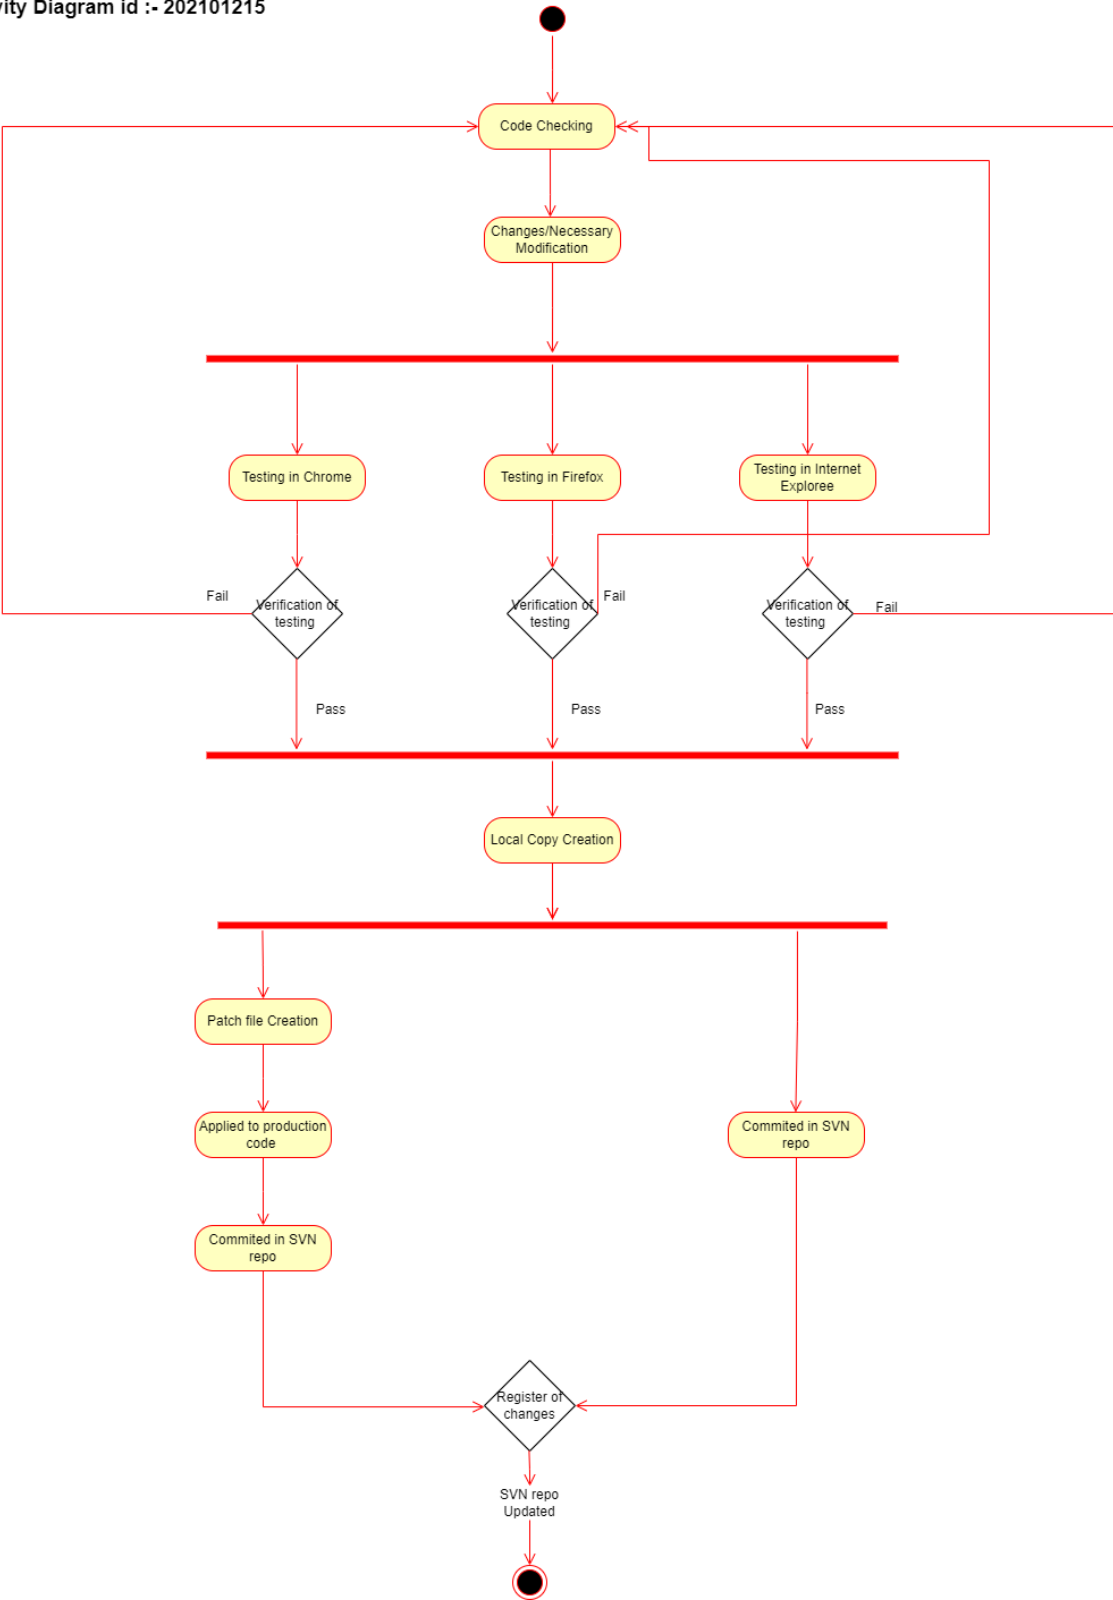 vity Diagram id :- 202101215
Code Checking
Changes/Necessary
Modification
Testing in Chrome
Testing in Firefox
Testing in Internet
Exploree
Fail
Verification of
testing
Verification of
testing
Fail
Verification of
testing
Fail
Pass
Pass
Pass
Local Copy Creation
Patch file Creation
Applied to production
code
Commited in SVN
repo
Commited in SVN
repo
Register of
changes
SVN repo
Updated